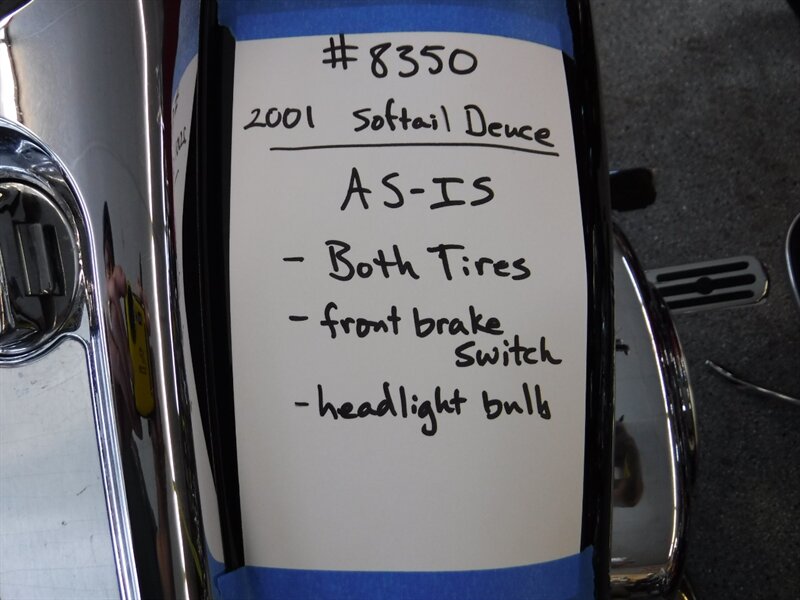 #8350
2001 Softail Deuce
AS-IS
- Both Tires
- front brake
switch
- headlight bulb